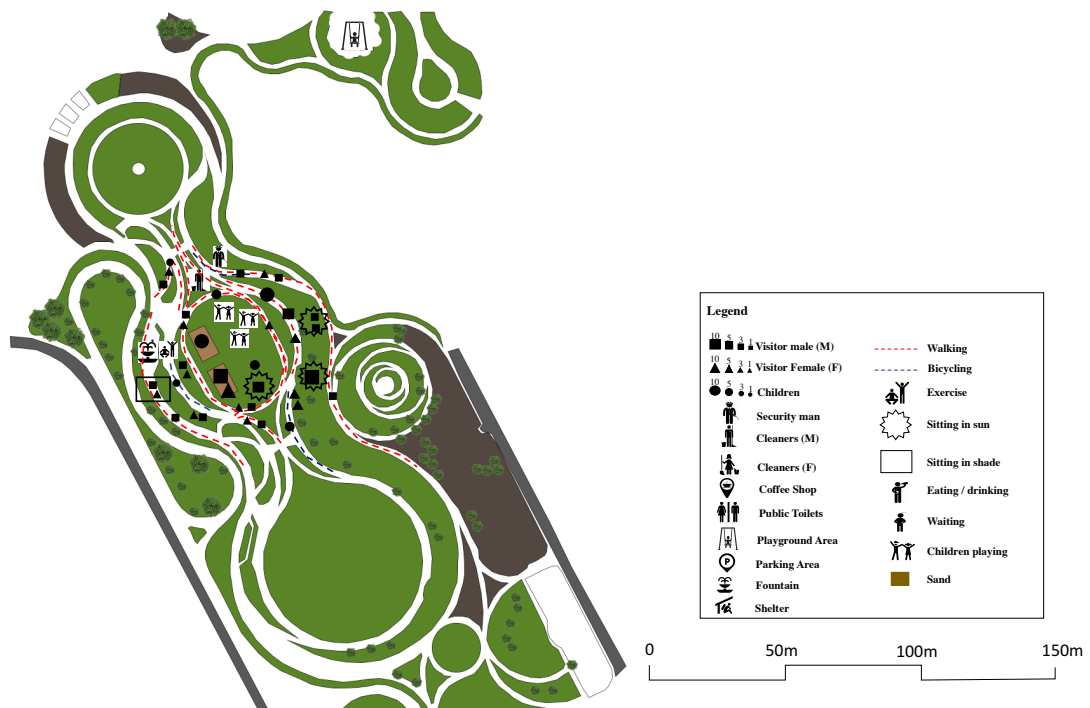 Legend
10 5 3 1 Visitor male (M)
10 5 3 1 Visitor Female (F)
10 5 3 1 Children
Security man
Cleaners (M)
Cleaners (F)
Coffee Shop
Public Toilets
Playground Area
P Parking Area
Fountain
Shelter
Walking
Bicycling
Exercise
Sitting in sun
Sitting in shade
Eating / drinking
Waiting
Children playing
Sand
0 50m 100m 150m